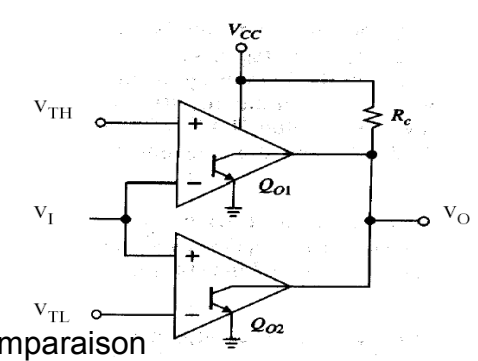 V_CC
V_TH
+
R_c
−
Q_O1
V_I
V_O
+
V_TL
−
Q_O2
mparaison